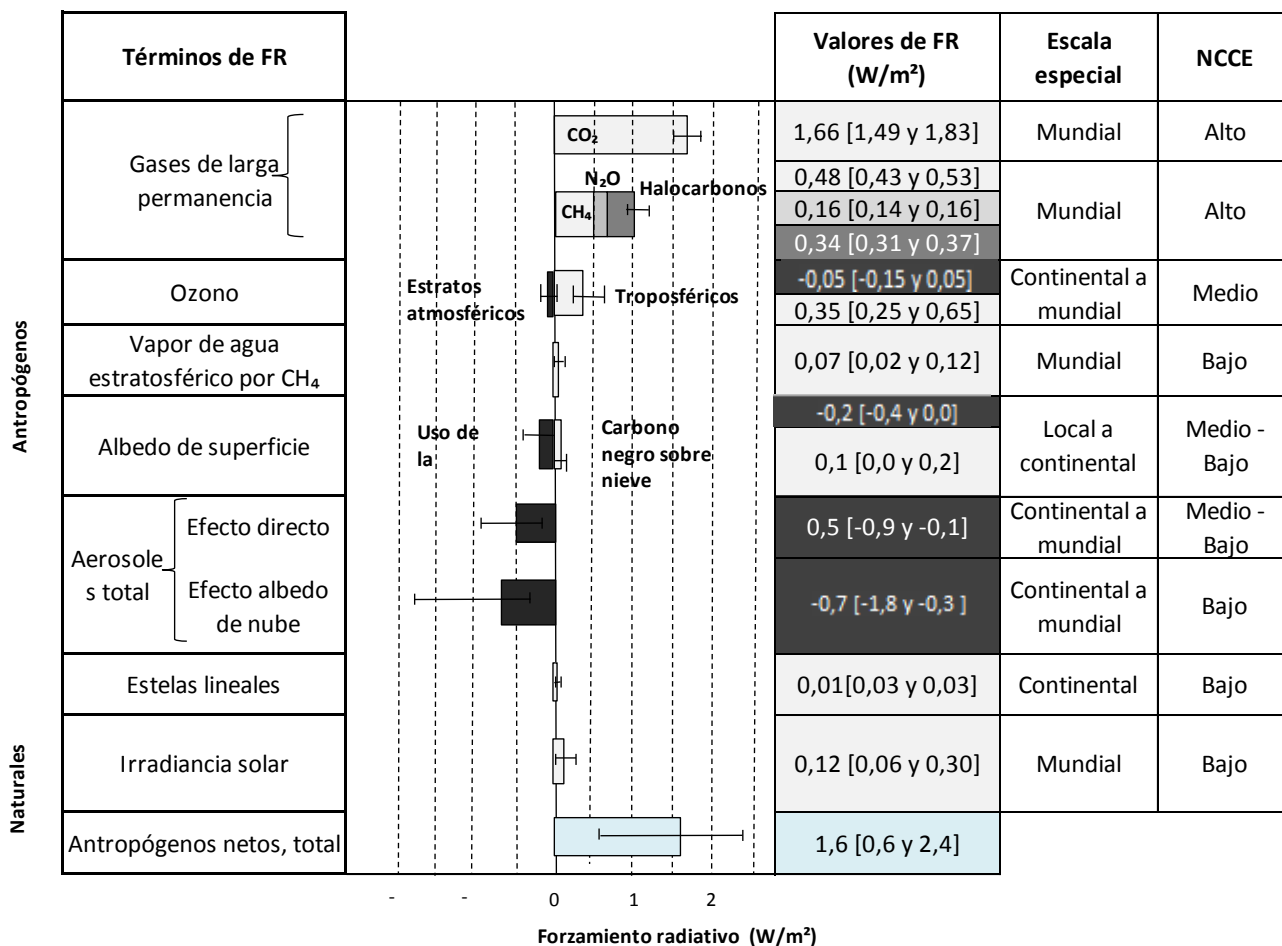 Términos de FR
Valores de FR
(W/m²)
Escala
especial
NCCE
Antropógenos
Gases de larga
permanencia
CO₂
1,66 [1,49 y 1,83]
Mundial
Alto
N₂O
Halocarbonos
CH₄
0,48 [0,43 y 0,53]
0,16 [0,14 y 0,16]
0,34 [0,31 y 0,37]
Mundial
Alto
Ozono
Estratos
atmosféricos
Troposféricos
-0,05 [-0,15 y 0,05]
0,35 [0,25 y 0,65]
Continental a
mundial
Medio
Vapor de agua
estratosférico por CH₄
0,07 [0,02 y 0,12]
Mundial
Bajo
Albedo de superficie
Uso de
la
Carbono
negro sobre
nieve
-0,2 [-0,4 y 0,0]
0,1 [0,0 y 0,2]
Local a
continental
Medio -
Bajo
Aerosole
s total
Efecto directo
0,5 [-0,9 y -0,1]
Continental a
mundial
Medio -
Bajo
Efecto albedo
de nube
-0,7 [-1,8 y -0,3 ]
Continental a
mundial
Bajo
Estelas lineales
0,01[0,03 y 0,03]
Continental
Bajo
Naturales
Irradiancia solar
0,12 [0,06 y 0,30]
Mundial
Bajo
Antropógenos netos, total
1,6 [0,6 y 2,4]
- - 0 1 2
Forzamiento radiativo (W/m²)